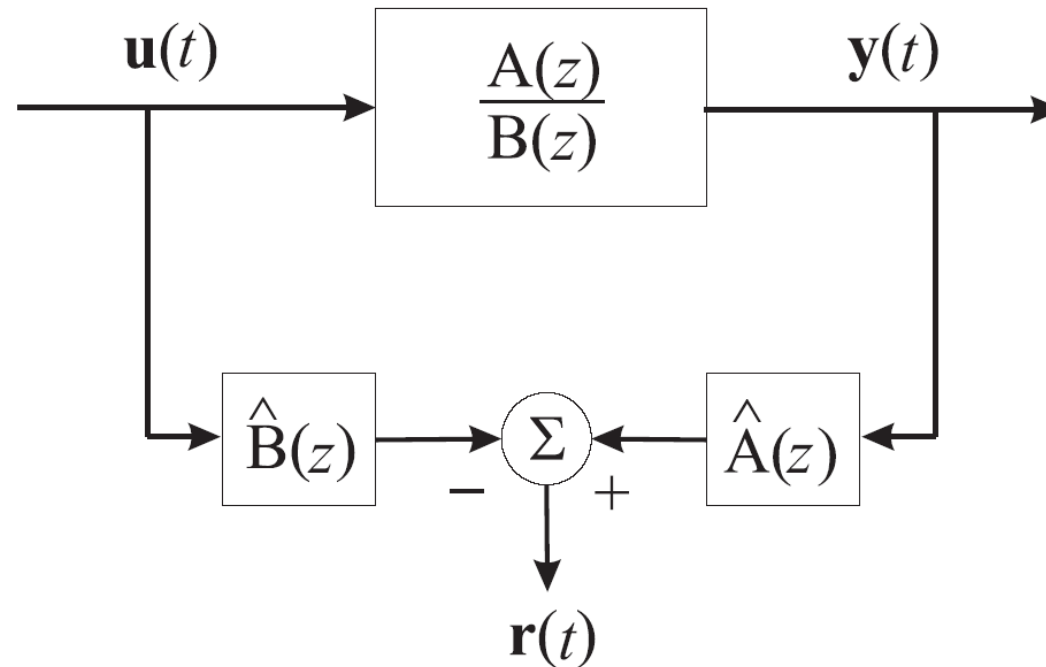 u(t)
A(z)
B(z)
y(t)
B̂(z)
Σ
Â(z)
− +
r(t)